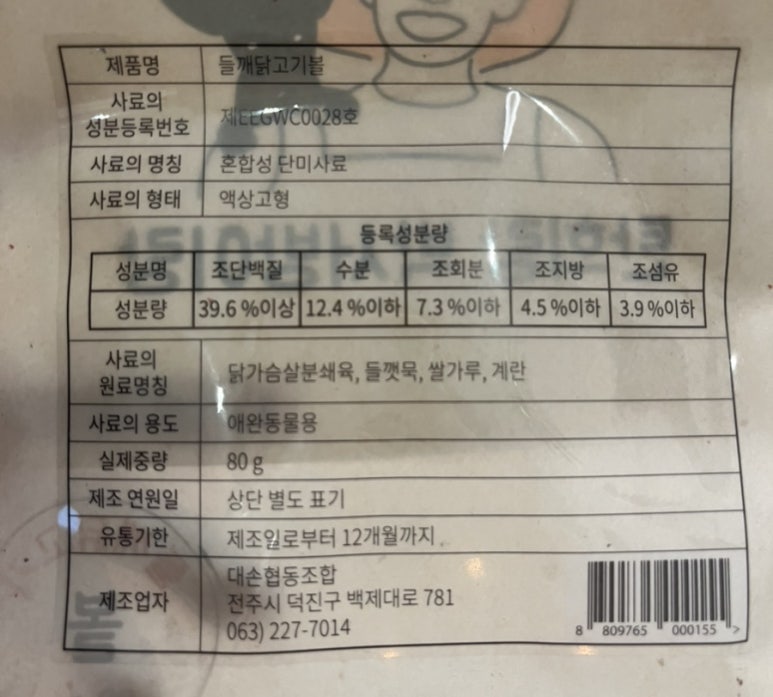 제품명 들깨닭고기볼
사료의
성분등록번호 제EEGWC0028호
사료의 명칭 혼합성 단미사료
사료의 형태 액상고형
등록성분량
성분명 조단백질 수분 조회분 조지방 조섬유
성분량 39.6 %이상 12.4 %이하 7.3 %이하 4.5 %이하 3.9 %이하
사료의
원료명칭 닭가슴살분쇄육, 들깻묵, 쌀가루, 계란
사료의 용도 애완동물용
실제중량 80 g
제조 연원일 상단 별도 표기
유통기한 제조일로부터 12개월까지
제조업자 대손협동조합
전주시 덕진구 백제대로 781
063) 227-7014
8 809765 000155 >